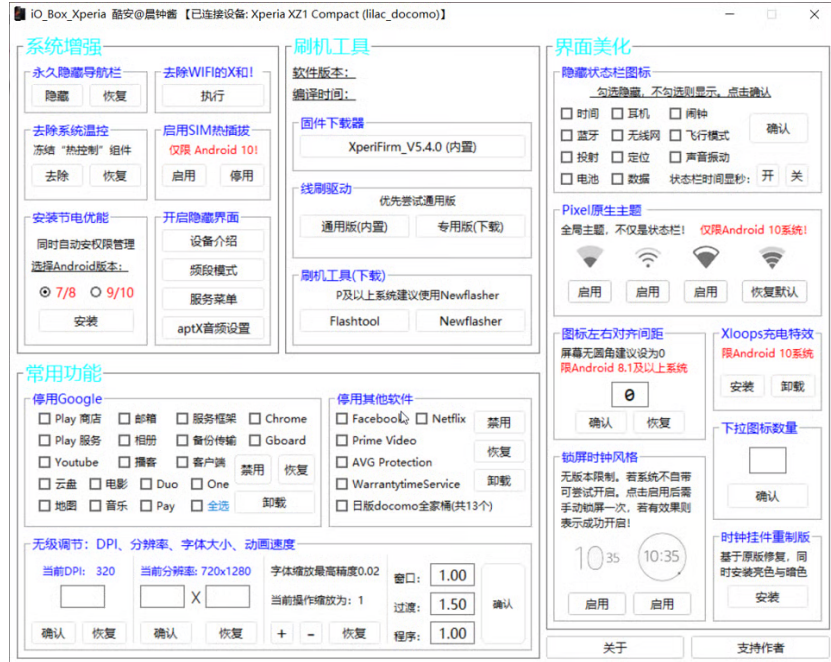 iO_Box_Xperia 酷安@晨钟酱 【已连接设备: Xperia XZ1 Compact (lilac_docomo)】
系统增强
永久隐藏导航栏
隐藏 恢复
去除WIFI的X和!
执行
去除系统温控
冻结 “热控制” 组件
去除 恢复
启用SIM热插拔
仅限 Android 10!
启用 停用
安装节电优能
同时自动安权限管理
选择Android版本:
7/8 9/10
安装
开启隐藏界面
设备介绍
频段模式
服务菜单
aptX音频设置
刷机工具
软件版本:
编译时间:
固件下载器
XperiFirm_V5.4.0 (内置)
线刷驱动
优先尝试通用版
通用版(内置) 专用版(下载)
刷机工具(下载)
P及以上系统建议使用Newflasher
Flashtool Newflasher
界面美化
隐藏状态栏图标
勾选隐藏，不勾选则显示。点击确认
时间 耳机 闹钟
蓝牙 无线网 飞行模式
投射 定位 声音振动
电池 数据 状态栏时间显秒: 开 关
确认
Pixel原生主题
全局主题，不仅是状态栏! 仅限Android 10系统!
启用 启用 启用 恢复默认
图标左右对齐间距
屏幕无圆角建议设为0
限Android 8.1及以上系统
0
确认 恢复
Xloops充电特效
限Android 10系统
安装 卸载
下拉图标数量
确认
锁屏时钟风格
无版本限制。若系统不自带
可尝试开启。点击启用后需
手动锁屏一次，若有效果则
表示成功开启!
10 35 10:35
启用 启用
时钟挂件重制版
基于原版修复，同
时安装亮色与暗色
安装
关于 支持作者
常用功能
停用Google
Play 商店 邮箱 服务框架 Chrome
Play 服务 相册 备份传输 Gboard
Youtube 播客 客户端
云盘 电影 Duo One
地图 音乐 Pay 全选
禁用 恢复
卸载
停用其他软件
Facebook Netflix
Prime Video
AVG Protection
WarrantytimeService
日版docomo全家桶(共13个)
禁用
恢复
卸载
无级调节: DPI、分辨率、字体大小、动画速度
当前DPI: 320
确认 恢复
当前分辨率: 720x1280
X
确认 恢复
字体缩放最高精度0.02
当前操作缩放为: 1
+ - 恢复
窗口: 1.00
过渡: 1.50
程序: 1.00
确认